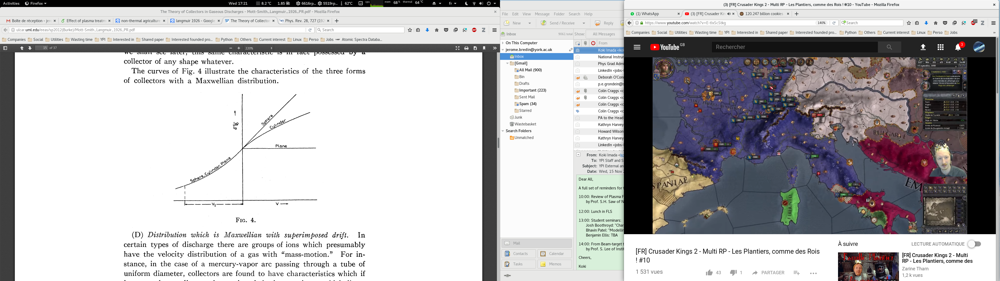 Activities Firefox Wed 17:21 8.2 °C 1.85 Hz 6616rp... 5519rp... 62°C cpu mem 68% thermal 64°C fr
The Theory of Collectors in Gaseous Discharges - Mott-Smith_Langmuir_1926_PR.pdf - Mozilla Firefox
Boîte de réception - jero
Effect of plasma treatm
non-thermal agriculture
langmuir 1926 - Google
The Theory of Collector
Phys. Rev. 28, 727 (192
ulcar.uml.edu/eeas/sp2012(Burke)/Mott-Smith_Langmuir_1926_PR.pdf
Search
Companies Social Utilities Wasting time YPI Interested in Shared paper Interested founded pro... Python Others Current interest Linux Perso Jobs Atomic Spectra Databa...
15 of 37
220%
we shall see later, this same characteristic is in fact possessed by a
collector of any shape whatever.
The curves of Fig. 4 illustrate the characteristics of the three forms
of collectors with a Maxwellian distribution.
Sphere
Cylinder
Plane
Sphere, Cylinder, Plane
V₁
V
Fig. 4.
(D) Distribution which is Maxwellian with superimposed drift. In
certain types of discharge there are groups of ions which presumably
have the velocity distribution of a gas with “mass-motion.” For in-
stance, in the case of a mercury-vapor arc passing through a tube of
uniform diameter, collectors are found to have characteristics which if
File Edit View Message Folder Search Help
New Send / Receive Reply
Inbox 9061 total
Show: All Messages
On This Computer
jerome.bredin@york.ac.uk
Inbox
[Gmail]
All Mail (900)
Bin
Drafts
Important (223)
Sent Mail
Spam (34)
Starred
Junk
Wastebasket
Search Folders
Unmatched
Mail
Contacts
Calendar
Tasks
Memos
From
Koki Imada <kok
National Instrun
Phys Grad Admi
LinkedIn <jobs-l
Deborah O'Conn
p.e.grondein@s
Colin Craggs <c
Colin Craggs <c
Colin Craggs <c
Colin Craggs <c
PA to the Head
Kathryn Harvey
Howard Wilson
Kathryn Harvey
LinkedIn <jobs-l
From: Koki Imada <ko
To: YPI Staff and S
Subject: YPI External an
Date: Wed, 15 Nov 2
Dear All,
A full set of reminders for t
10:00: Review of Plasma F
by Prof. S.H. Saw of N
12:00: Lunch in FLS
13:00: Student seminars:
Josh Boothroyd: "Char
Bhavin Patel: "Modellin
Benjamin Ellis: TBA
14:00: From Beam-target t
by Prof. S. Lee of Instit
Cheers,
Koki
(3) [FR] Crusader Kings 2 - Multi RP - Les Plantiers, comme des Rois ! #10 - YouTube - Mozilla Firefox
(1) WhatsApp
(3) [FR] Crusader Kin
120.247 billion cookies
https://www.youtube.com/watch?v=E-tlxScStkg
140%
Search
Companies Social Utilities Wasting time YPI Interested in Shared paper Interested founded pro... Python Others Current interest Linux Perso Jobs
YouTube GB
Rechercher
3
15 septembre, 1050
SAINT EMPIRE ROMAIN
BULGARIE
SPANIAE
EM
[FR] Crusader Kings 2 - Multi RP - Les Plantiers, comme des Rois
! #10
1 531 vues
43
1
PARTAGER
À suivre
LECTURE AUTOMATIQUE
Famille Plantier
[FR] Crusader Kings 2 - Multi
RP - Les Plantiers, comme des
Zarine Tharn
1,2 k vues